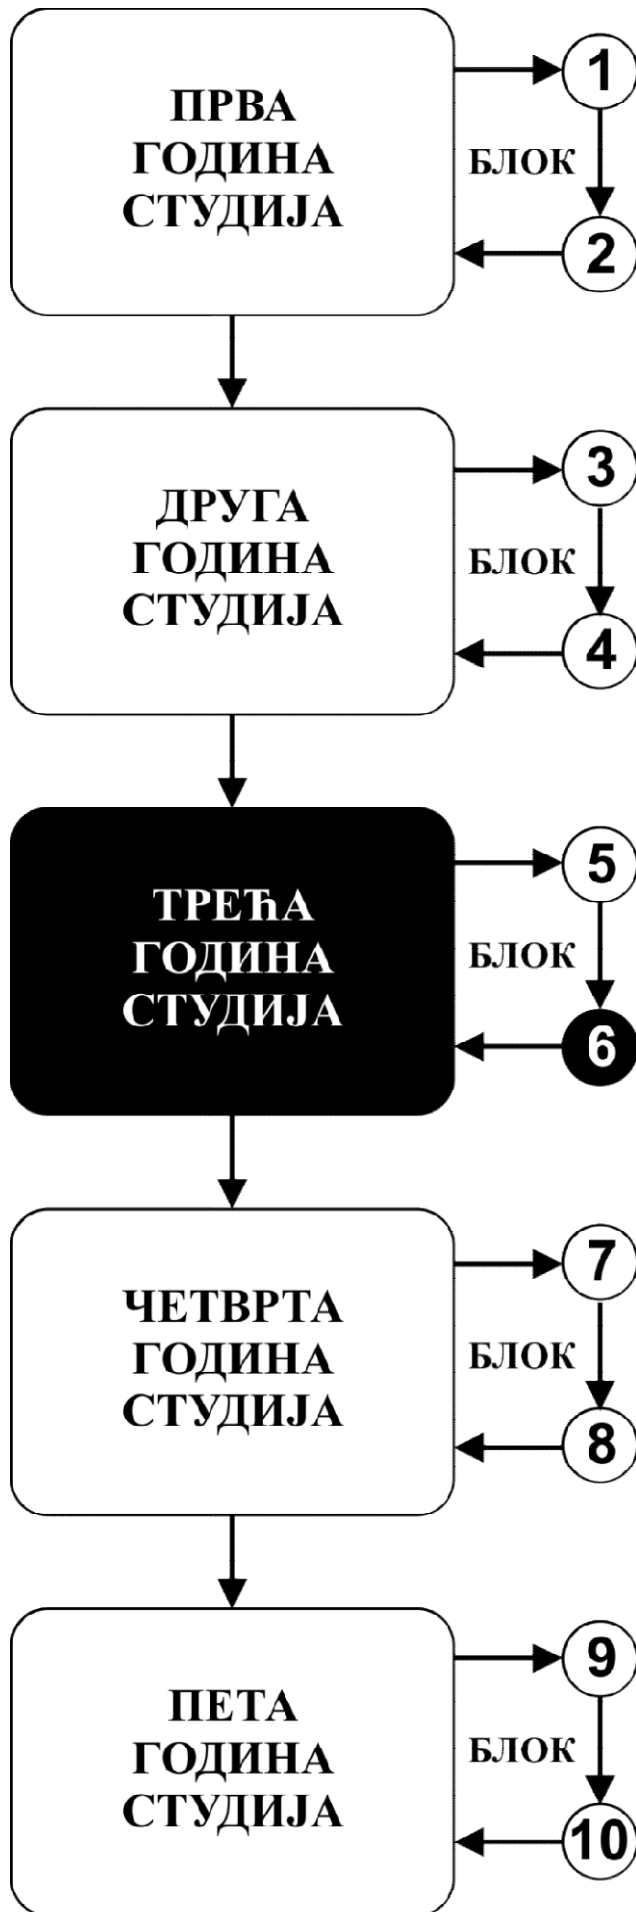 ПРВА
ГОДИНА
СТУДИЈА
1
БЛОК
2
ДРУГА
ГОДИНА
СТУДИЈА
3
БЛОК
4
ТРЕЋА
ГОДИНА
СТУДИЈА
5
БЛОК
6
ЧЕТВРТА
ГОДИНА
СТУДИЈА
7
БЛОК
8
ПЕТА
ГОДИНА
СТУДИЈА
9
БЛОК
10